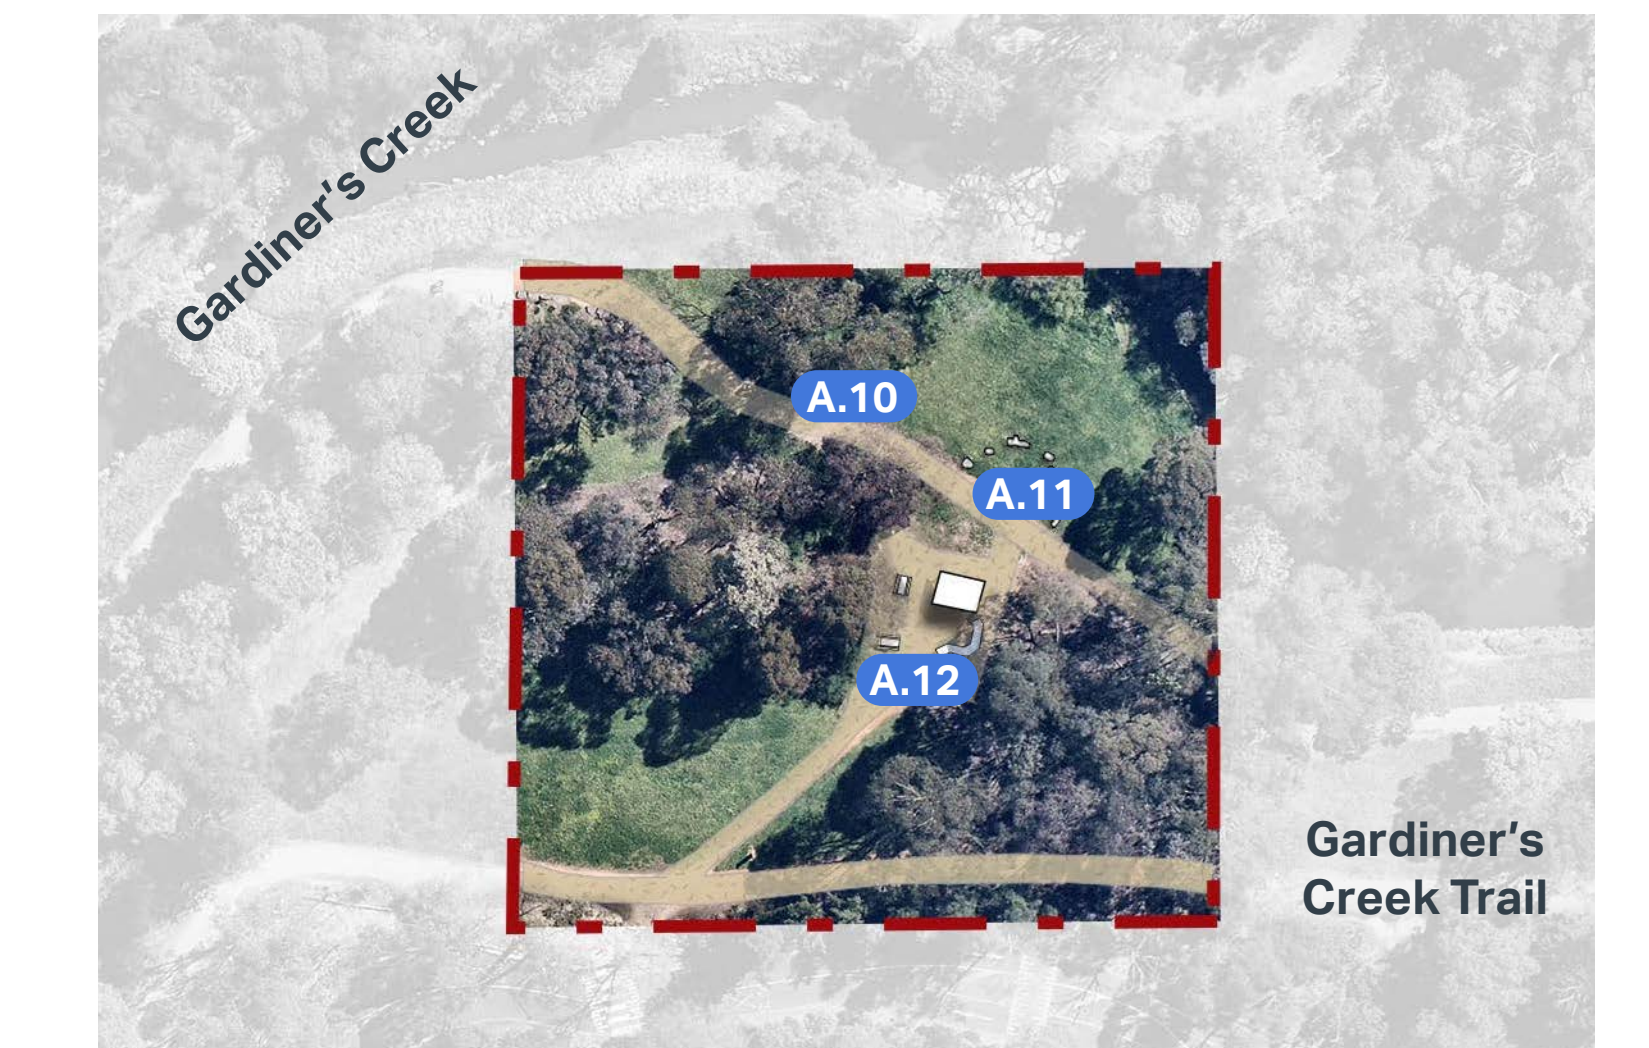 Gardiner's Creek
A.10
A.11
A.12
Gardiner's
Creek Trail